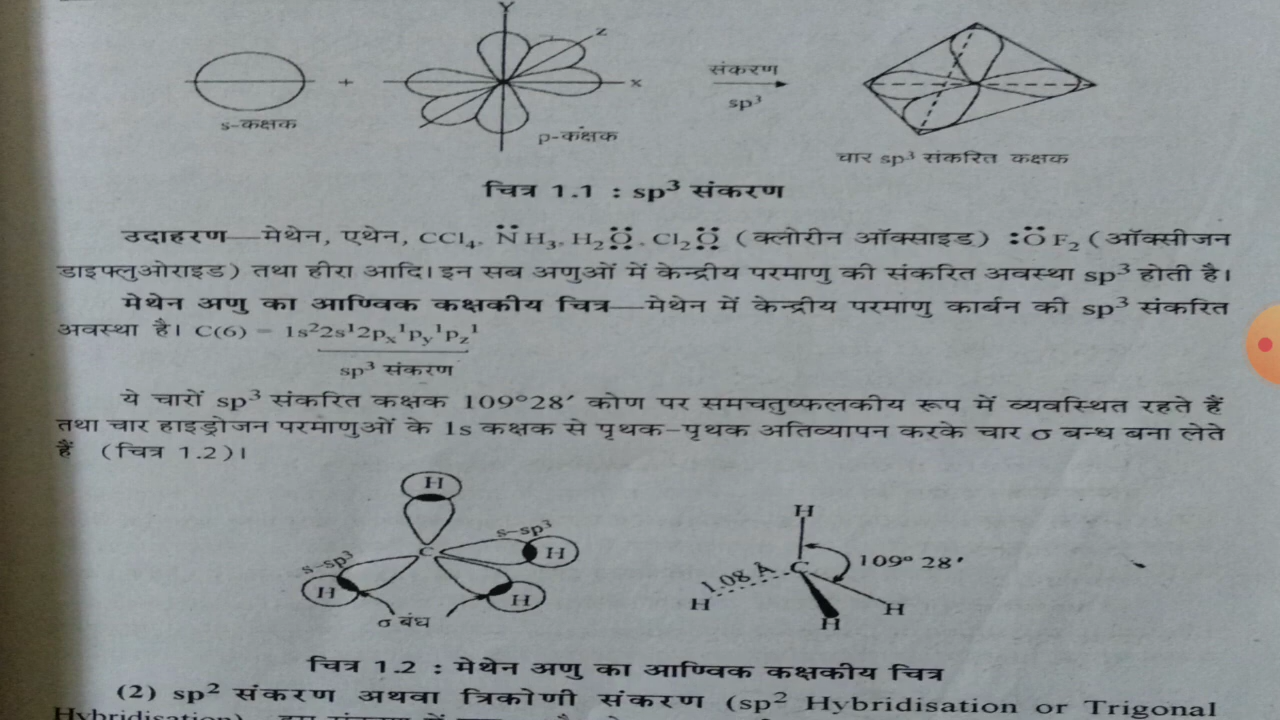 Y
z
x
s-कक्षक
+
p-कक्षक
संकरण
sp³
चार sp³ संकरित कक्षक
चित्र 1.1 : sp³ संकरण
उदाहरण—मेथेन, एथेन, CCl₄, N̈H₃, H₂Ö̤, Cl₂Ö̤ (क्लोरीन ऑक्साइड) :ÖF₂ (ऑक्सीजन
डाइफ्लुओराइड) तथा हीरा आदि। इन सब अणुओं में केन्द्रीय परमाणु की संकरित अवस्था sp³ होती है।
मेथेन अणु का आण्विक कक्षकीय चित्र—मेथेन में केन्द्रीय परमाणु कार्बन की sp³ संकरित
अवस्था है। C(6) = 1s²2s¹2pₓ¹p_y¹p_z¹
sp³ संकरण
ये चारों sp³ संकरित कक्षक 109°28′ कोण पर समचतुष्फलकीय रूप में व्यवस्थित रहते हैं
तथा चार हाइड्रोजन परमाणुओं के 1s कक्षक से पृथक-पृथक अतिव्यापन करके चार σ बन्ध बना लेते
हैं (चित्र 1.2)।
H
s-sp³
C
H
s-sp³
H
H
σ बंध
H
C
109° 28′
1.08 Å
H
H
H
चित्र 1.2 : मेथेन अणु का आण्विक कक्षकीय चित्र
(2) sp² संकरण अथवा त्रिकोणी संकरण (sp² Hybridisation or Trigonal
Hybridisation)